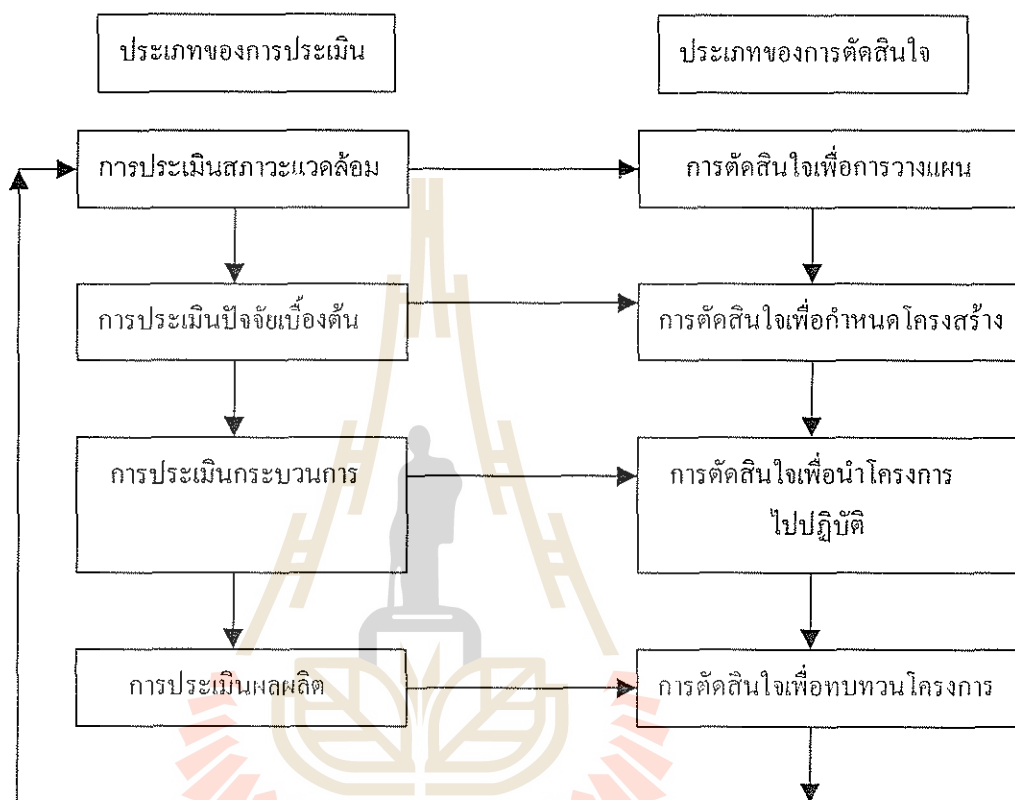 ประเภทของการประเมิน
ประเภทของการตัดสินใจ
การประเมินสภาวะแวดล้อม
การตัดสินใจเพื่อการวางแผน
การประเมินปัจจัยเบื้องต้น
การตัดสินใจเพื่อกำหนดโครงสร้าง
การประเมินกระบวนการ
การตัดสินใจเพื่อนำโครงการ
ไปปฏิบัติ
การประเมินผลผลิต
การตัดสินใจเพื่อทบทวนโครงการ